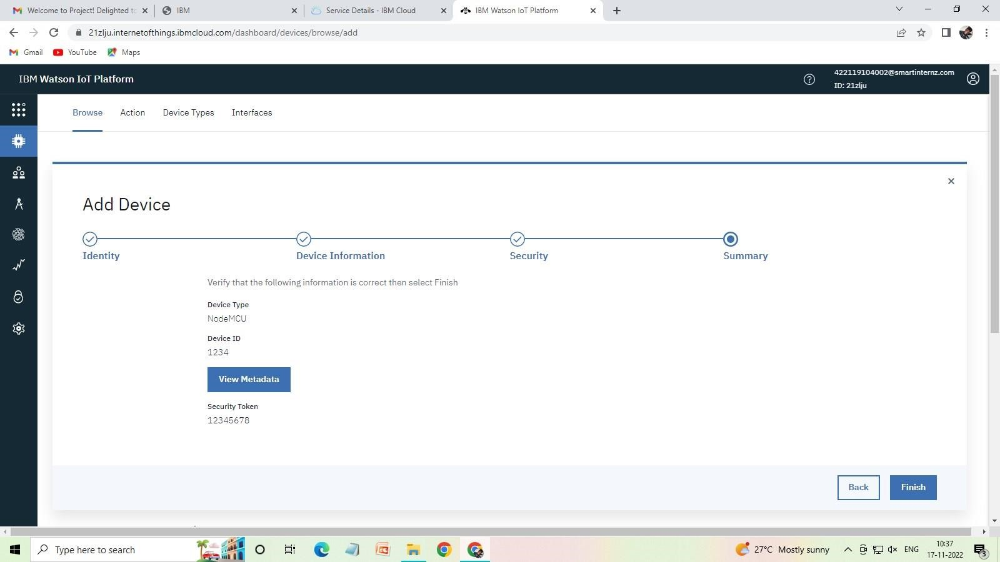 Welcome to Project! Delighted to
IBM
Service Details - IBM Cloud
IBM Watson IoT Platform
21zlju.internetofthings.ibmcloud.com/dashboard/devices/browse/add
Gmail
YouTube
Maps
IBM Watson IoT Platform
422119104002@smartinternz.com
ID: 21zlju
Browse
Action
Device Types
Interfaces
Add Device
Identity
Device Information
Security
Summary
Verify that the following information is correct then select Finish
Device Type
NodeMCU
Device ID
1234
View Metadata
Security Token
12345678
Back
Finish
Type here to search
27°C Mostly sunny
ENG
10:37
17-11-2022
3